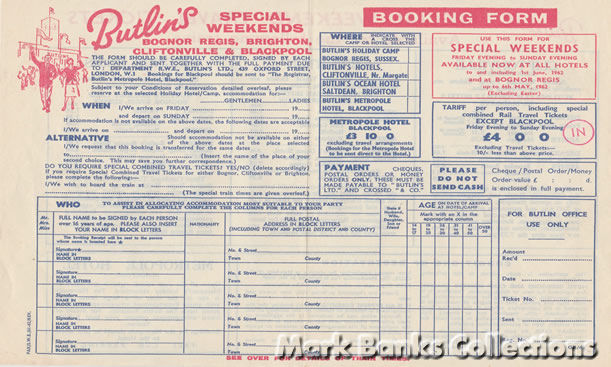 Butlin's SPECIAL WEEKENDS
BOGNOR REGIS, BRIGHTON, CLIFTONVILLE & BLACKPOOL
THE FORM SHOULD BE CAREFULLY COMPLETED, SIGNED BY EACH
APPLICANT AND SENT TOGETHER WITH THE FULL PAYMENT DUE
TO: DEPARTMENT B.W.E., BUTLIN'S LTD., 439 OXFORD STREET,
LONDON, W.1 Bookings for Blackpool should be sent to "The Registrar,
Butlin's Metropole Hotel, Blackpool."
Subject to your Conditions of Reservation detailed overleaf, please
reserve at the selected Holiday/Camp, accommodation for:—
GENTLEMEN LADIES
WHEN
I/We arrive on FRIDAY 19
and depart on SUNDAY 19
If accommodation is not available on above dates, the following dates are acceptable
I/We arrive on and depart on 19
ALTERNATIVE
Should accommodation not be available on either
of the above dates at the place selected
I/We request that this booking is transferred for the same dates
to (Insert the name of the place of your
second choice. This may save you further correspondence).
DO YOU REQUIRE SPECIAL COMBINED TRAVEL TICKETS? YES/NO (delete accordingly)
If you require Special Combined Travel Tickets for either Bognor, Cliftonville or Brighton
please complete the following:—
I/We wish to board the train at
(The special train times are given overleaf.)
BOOKING FORM
WHERE INDICATE WITH A CROSS THE CAMP OR HOTEL SELECTED
BUTLIN'S HOLIDAY CAMP
BOGNOR REGIS, SUSSEX.
BUTLIN'S HOTELS,
CLIFTONVILLE, Nr. Margate
BUTLIN'S OCEAN HOTEL
SALTDEAN, BRIGHTON
BUTLIN'S METROPOLE
HOTEL, BLACKPOOL
USE THIS FORM FOR
SPECIAL WEEKENDS
FRIDAY EVENING to SUNDAY EVENING
AVAILABLE NOW AT ALL HOTELS
to and including 1st June, 1962
and at BOGNOR REGIS
up to 6th MAY, 1962
(Excluding Easter)
METROPOLE HOTEL
BLACKPOOL
£3 10 0
excluding travel arrangements
(Bookings for the Metropole Hotel
to be sent direct to the Hotel.)
TARIFF per person, including special
combined Rail Travel Tickets
EXCEPT BLACKPOOL
Friday Evening to Sunday Evening
£4 0 0
Excluding Travel Tickets—
10/- less than above price.
IN
PAYMENT CHEQUES,
POSTAL ORDERS OR MONEY
ORDERS ONLY. THESE MUST BE
MADE PAYABLE TO "BUTLIN'S
LTD." AND CROSSED "& CO."
PLEASE
DO NOT
SEND CASH
Cheque / Postal Order/Money
Order value £ d.
is enclosed in full payment.
WHO TO ASSIST IN ALLOCATING ACCOMMODATION MOST SUITABLE TO YOUR PARTY
PLEASE CAREFULLY COMPLETE THE COLUMNS FOR EACH PERSON
Mr.
Mrs.
Miss
FULL NAME to be SIGNED by EACH PERSON
over 16 years of age. PLEASE ALSO INSERT
YOUR NAME IN BLOCK LETTERS
NATIONALITY
FULL POSTAL
ADDRESS IN BLOCK LETTERS
(INCLUDING TOWN AND POSTAL DISTRICT AND COUNTY)
AGE ON DATE OF ARRIVAL AT HOTEL/CAMP
Mark with an X in the
appropriate column
OVER 50
FOR BUTLIN OFFICE
USE ONLY
The Booking Receipt will be sent to the person
whose name is inserted here
Signature
NAME IN
BLOCK LETTERS
No. & Street
Town County
Signature
NAME IN
BLOCK LETTERS
No. & Street
Town County
Signature
NAME IN
BLOCK LETTERS
No. & Street
Town County
Signature
NAME IN
BLOCK LETTERS
No. & Street
Town County
Signature
NAME IN
BLOCK LETTERS
No. & Street
Town County
Amount
Rec'd
Date
Ticket No.
Sent
Reg. No.
SEE OVER FOR DETAILS OF TRAIN TIMES
Mark Banks Collections